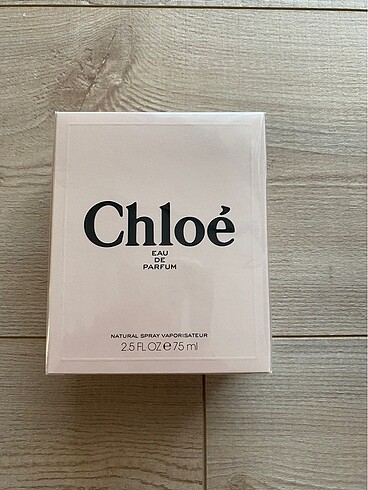 Chloé
EAU
DE
PARFUM
NATURAL SPRAY VAPORISATEUR
2.5 FL OZ ℮ 75 ml